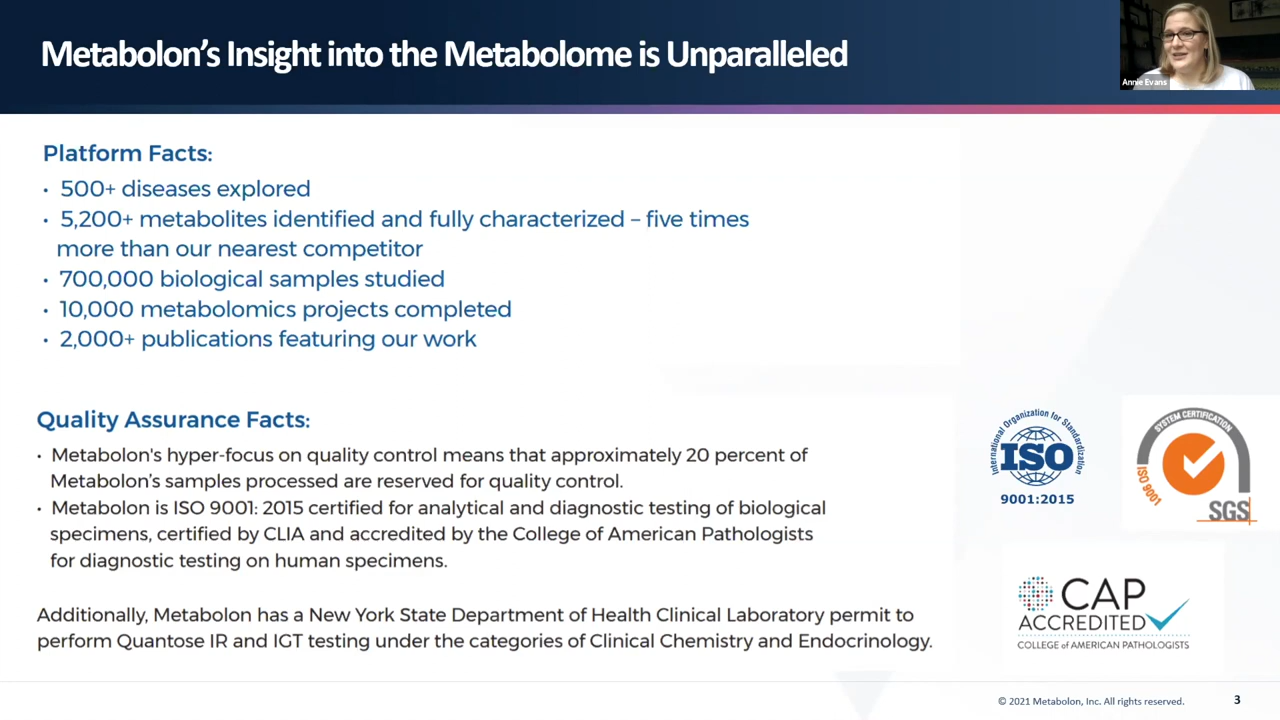 Metabolon’s Insight into the Metabolome is Unparalleled
Annie Evans
Platform Facts:
• 500+ diseases explored
• 5,200+ metabolites identified and fully characterized – five times
more than our nearest competitor
• 700,000 biological samples studied
• 10,000 metabolomics projects completed
• 2,000+ publications featuring our work
Quality Assurance Facts:
• Metabolon's hyper-focus on quality control means that approximately 20 percent of
Metabolon’s samples processed are reserved for quality control.
• Metabolon is ISO 9001: 2015 certified for analytical and diagnostic testing of biological
specimens, certified by CLIA and accredited by the College of American Pathologists
for diagnostic testing on human specimens.
Additionally, Metabolon has a New York State Department of Health Clinical Laboratory permit to
perform Quantose IR and IGT testing under the categories of Clinical Chemistry and Endocrinology.
International Organization for Standardization
ISO
9001:2015
SYSTEM CERTIFICATION
ISO 9001
SGS
CAP
ACCREDITED
COLLEGE of AMERICAN PATHOLOGISTS
© 2021 Metabolon, Inc. All rights reserved.
3